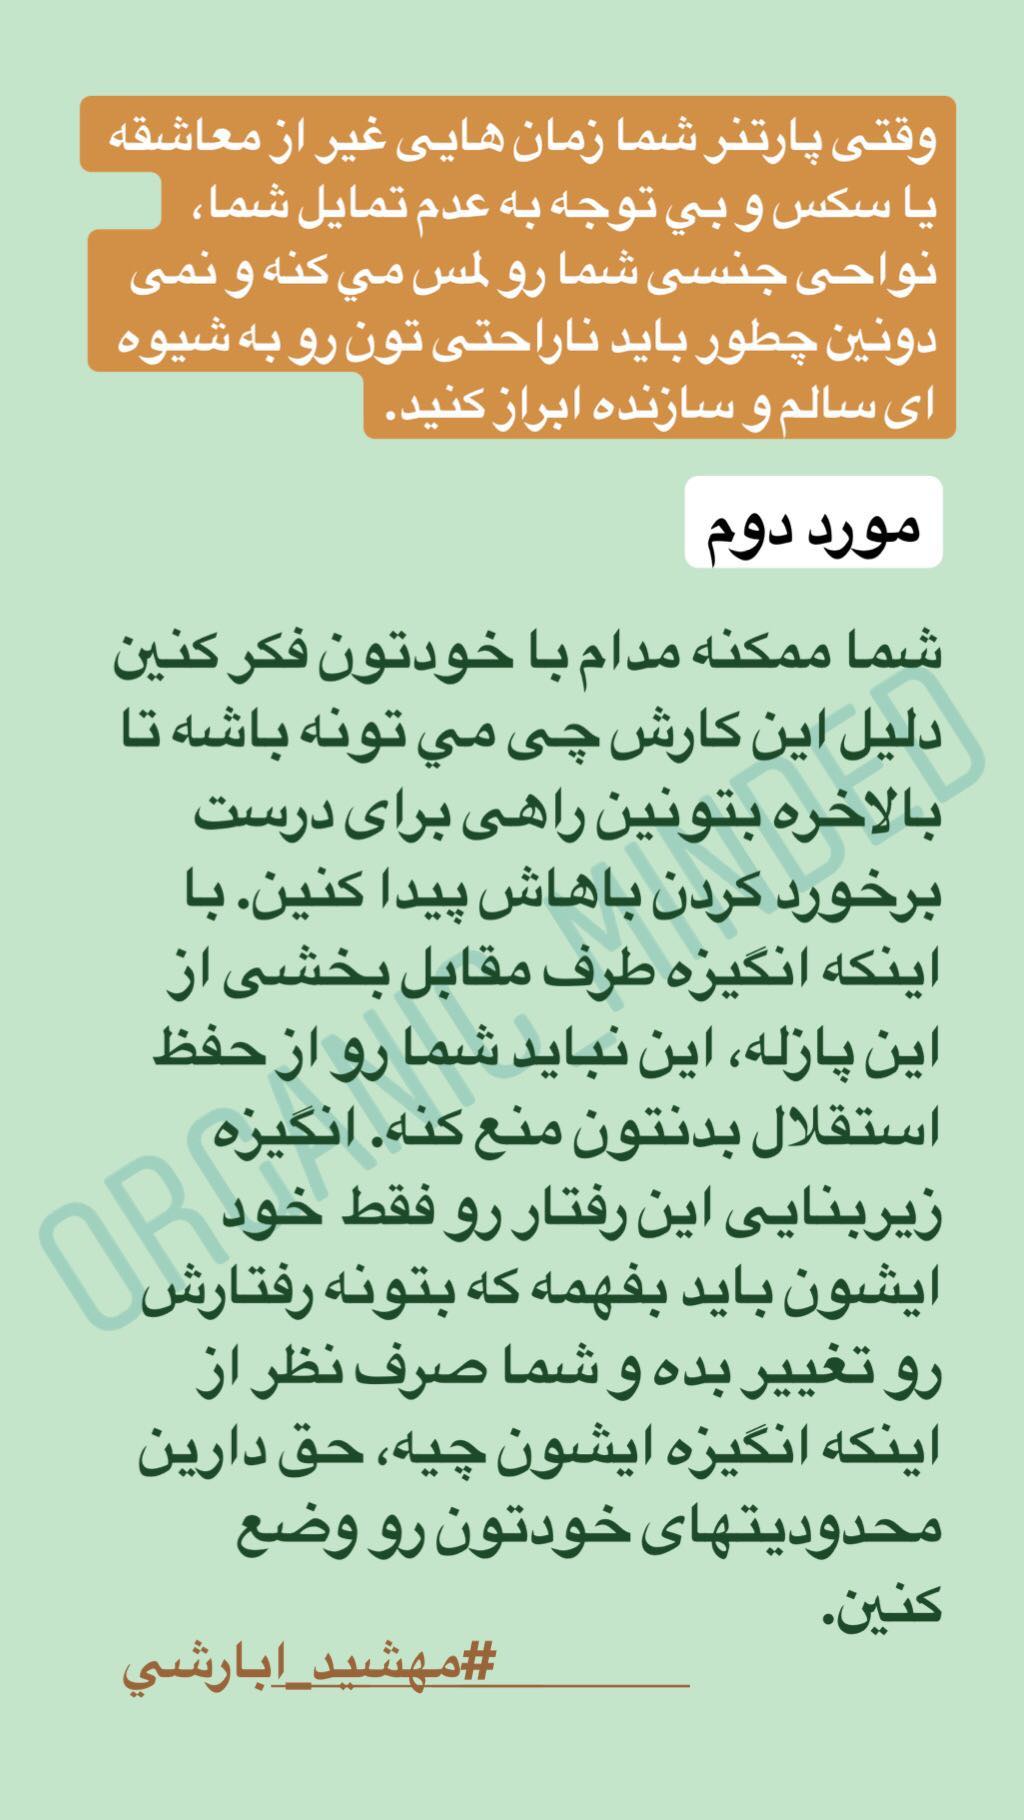 وقتی پارتنر شما زمان هایی غیر از معاشقه
یا سکس و بي توجه به عدم تمایل شما،
نواحی جنسی شما رو لمس مي کنه و نمی
دونین چطور باید ناراحتی تون رو به شیوه
ای سالم و سازنده ابراز کنید.
مورد دوم
شما ممکنه مدام با خودتون فکر کنین
دلیل این کارش چی مي تونه باشه تا
بالاخره بتونین راهی برای درست
برخورد کردن باهاش پیدا کنین. با
اینکه انگیزه طرف مقابل بخشی از
این پازله، این نباید شما رو از حفظ
استقلال بدنتون منع کنه. انگیزه
زیربنایی این رفتار رو فقط خود
ایشون باید بفهمه که بتونه رفتارش
رو تغییر بده و شما صرف نظر از
اینکه انگیزه ایشون چیه، حق دارین
محدودیتهای خودتون رو وضع
کنین.
#مهشید_ابارشي
ORGANIC_MINDED